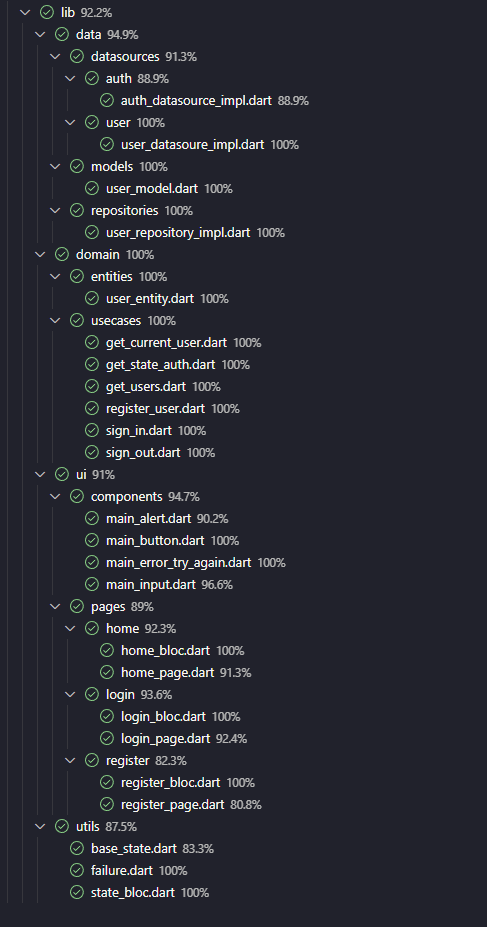 lib 92.2%
data 94.9%
datasources 91.3%
auth 88.9%
auth_datasource_impl.dart 88.9%
user 100%
user_datasoure_impl.dart 100%
models 100%
user_model.dart 100%
repositories 100%
user_repository_impl.dart 100%
domain 100%
entities 100%
user_entity.dart 100%
usecases 100%
get_current_user.dart 100%
get_state_auth.dart 100%
get_users.dart 100%
register_user.dart 100%
sign_in.dart 100%
sign_out.dart 100%
ui 91%
components 94.7%
main_alert.dart 90.2%
main_button.dart 100%
main_error_try_again.dart 100%
main_input.dart 96.6%
pages 89%
home 92.3%
home_bloc.dart 100%
home_page.dart 91.3%
login 93.6%
login_bloc.dart 100%
login_page.dart 92.4%
register 82.3%
register_bloc.dart 100%
register_page.dart 80.8%
utils 87.5%
base_state.dart 83.3%
failure.dart 100%
state_bloc.dart 100%